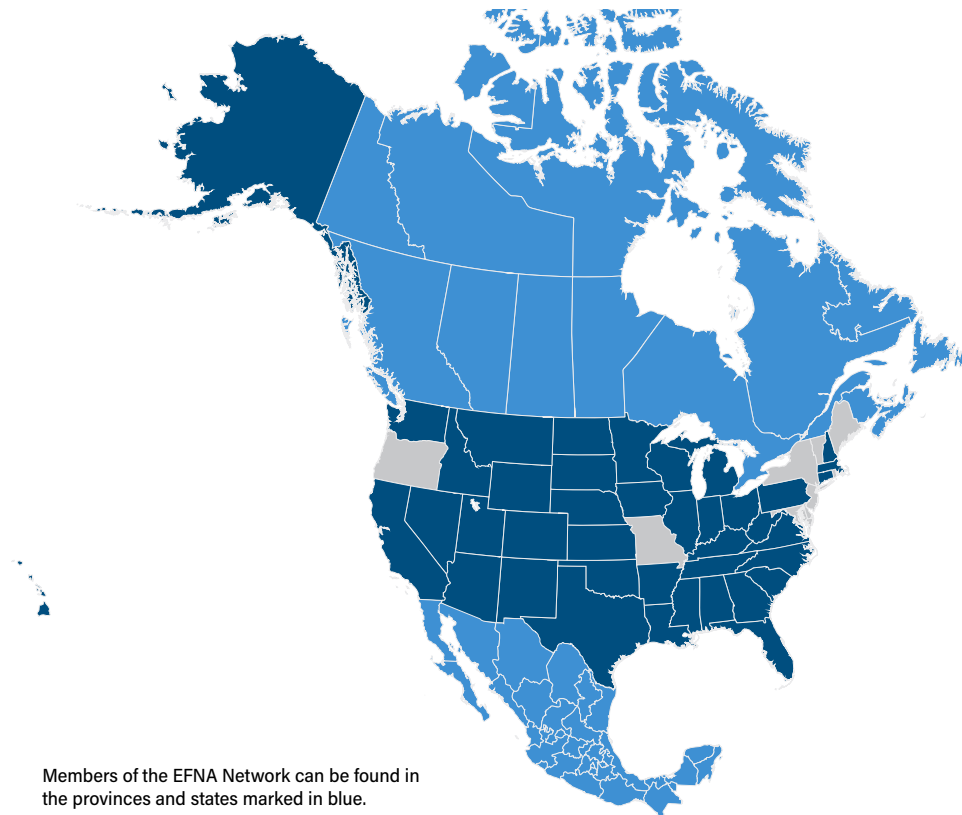 Members of the EFNA Network can be found in
the provinces and states marked in blue.